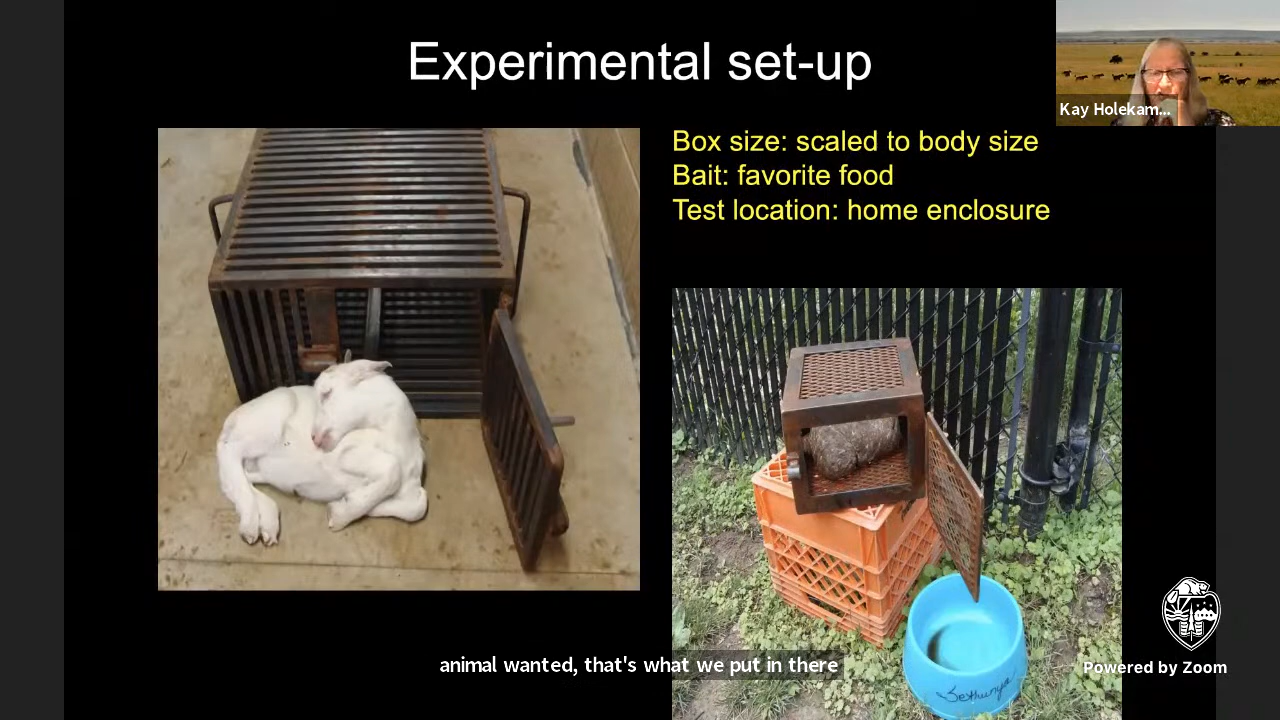 Experimental set-up
Kay Holekam...
Box size: scaled to body size
Bait: favorite food
Test location: home enclosure
animal wanted, that's what we put in there
Powered by Zoom